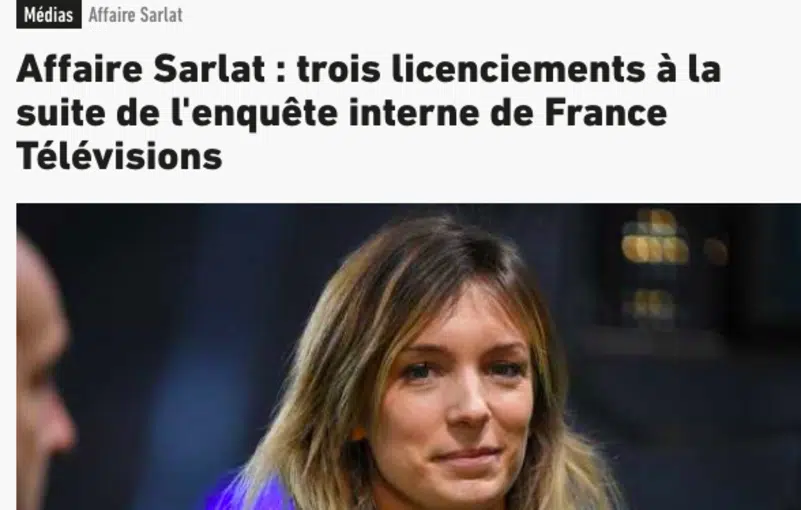 Médias Affaire Sarlat
Affaire Sarlat : trois licenciements à la
suite de l'enquête interne de France
Télévisions